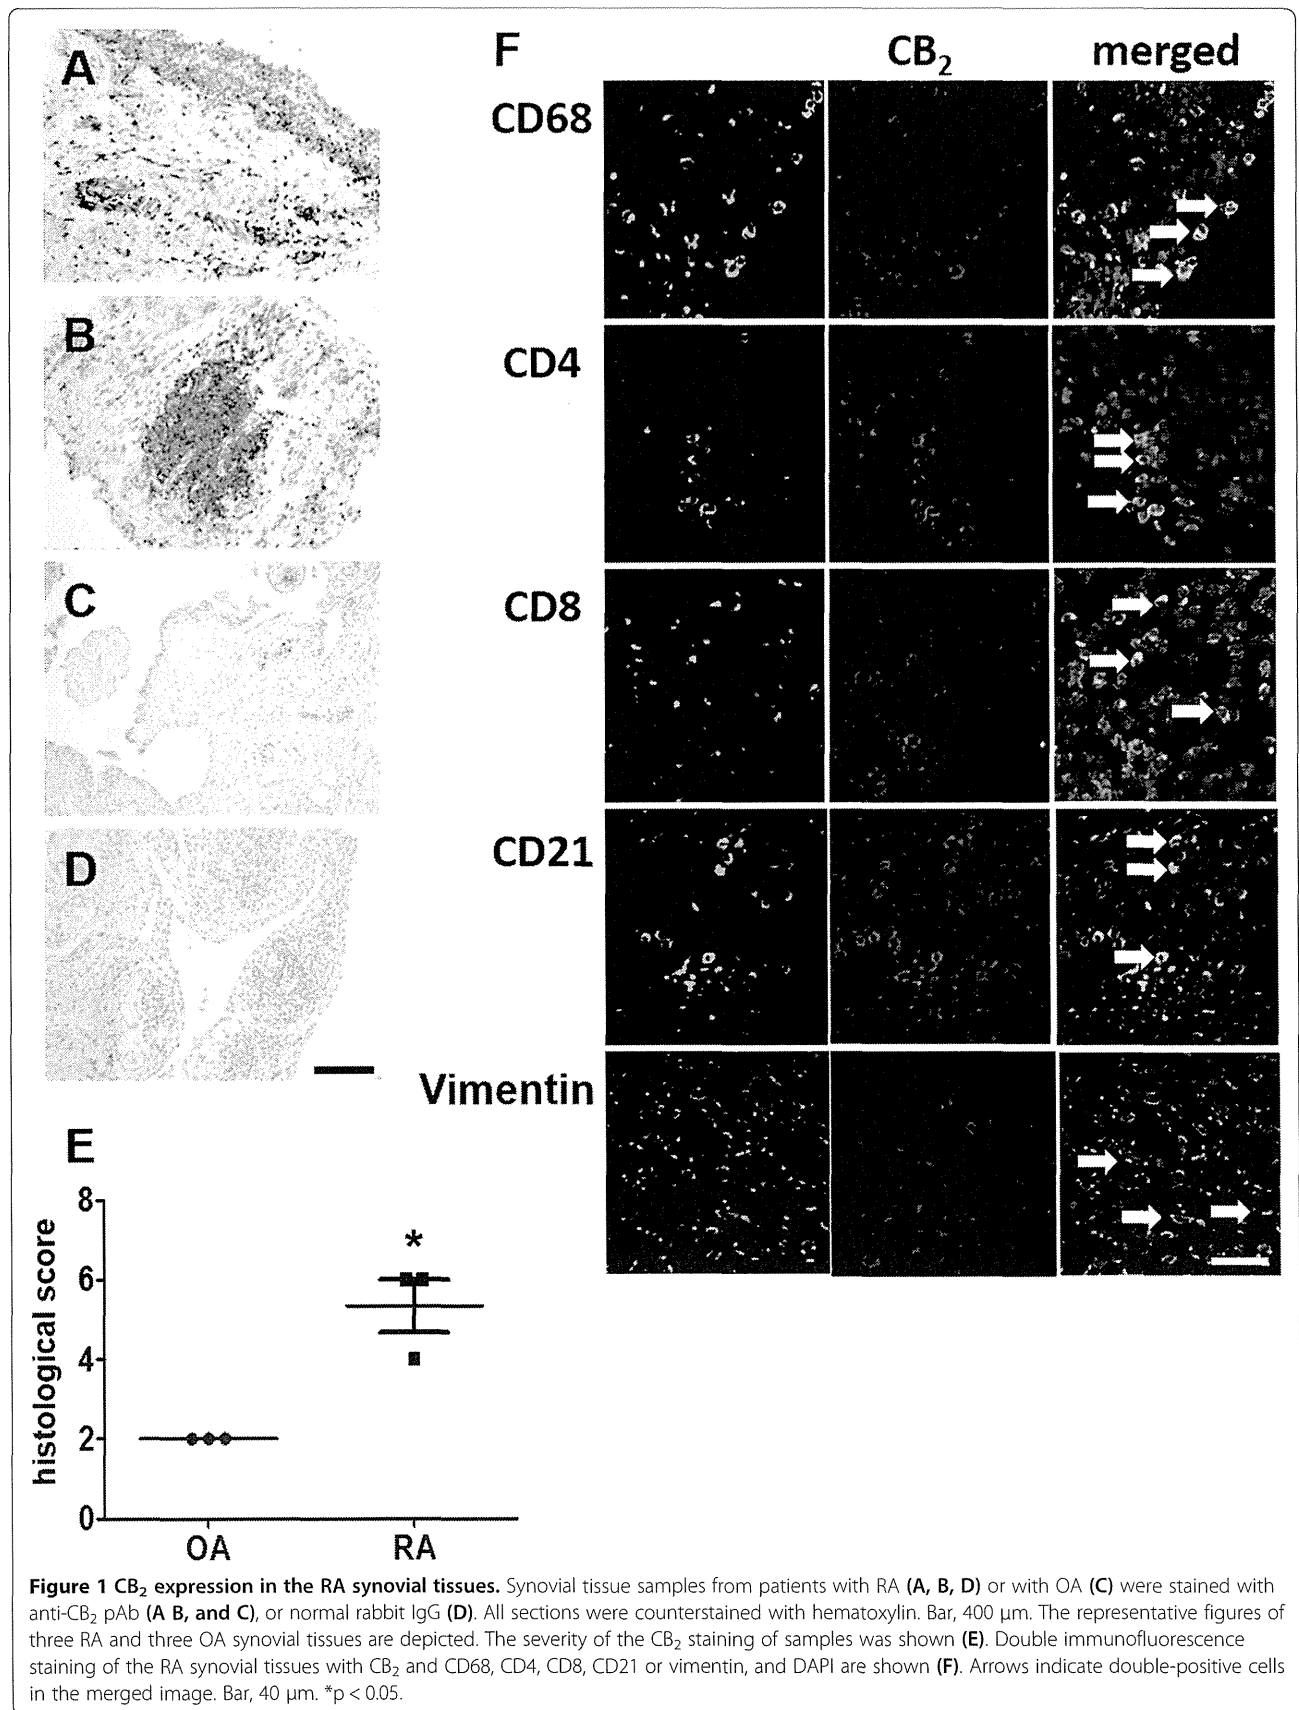 A
B
C
D
E
8
6
4
2
0
histological score
*
OA
RA
F
CB₂
merged
CD68
CD4
CD8
CD21
Vimentin
Figure 1 CB₂ expression in the RA synovial tissues. Synovial tissue samples from patients with RA (A, B, D) or with OA (C) were stained with
anti-CB₂ pAb (A B, and C), or normal rabbit IgG (D). All sections were counterstained with hematoxylin. Bar, 400 μm. The representative figures of
three RA and three OA synovial tissues are depicted. The severity of the CB₂ staining of samples was shown (E). Double immunofluorescence
staining of the RA synovial tissues with CB₂ and CD68, CD4, CD8, CD21 or vimentin, and DAPI are shown (F). Arrows indicate double-positive cells
in the merged image. Bar, 40 μm. *p < 0.05.